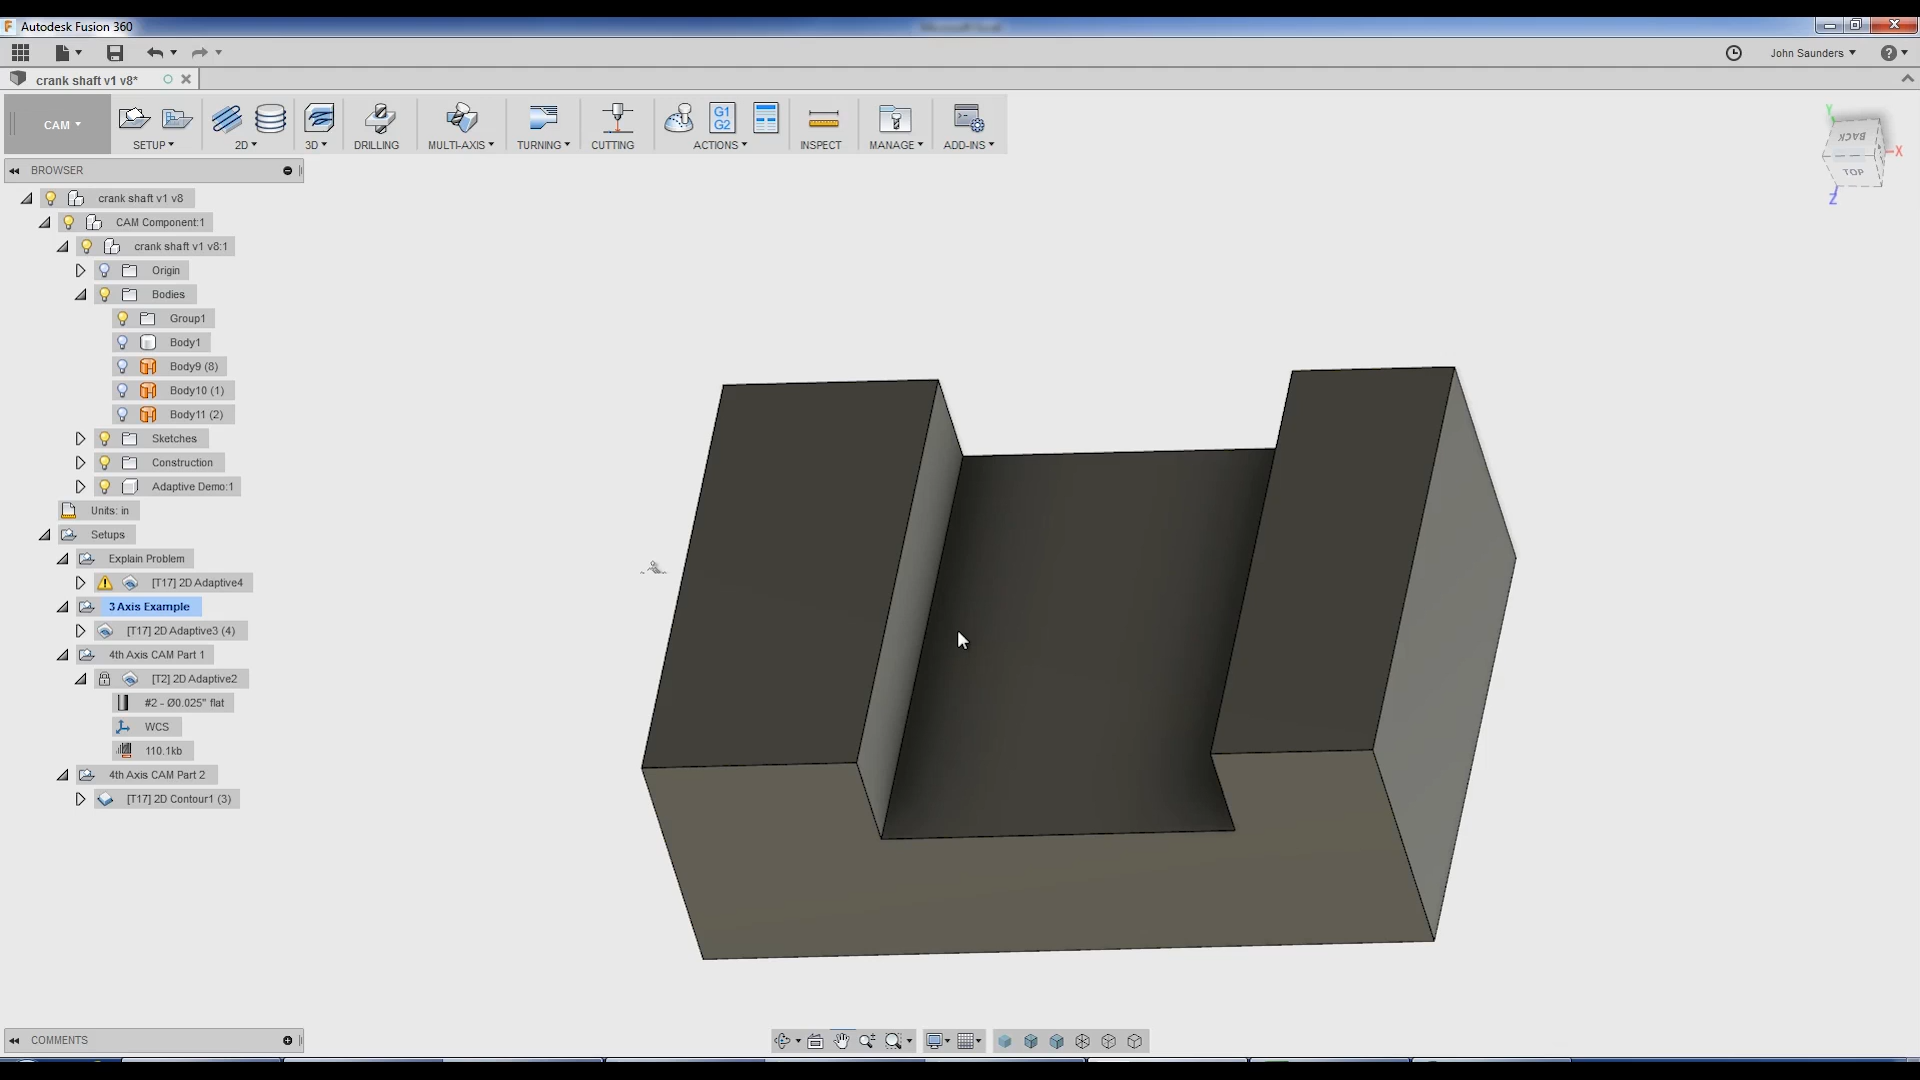 Autodesk Fusion 360
John Saunders
crank shaft v1 v8*
CAM
G1
G2
SETUP
2D
3D
DRILLING
MULTI-AXIS
TURNING
CUTTING
ACTIONS
INSPECT
MANAGE
ADD-INS
BROWSER
crank shaft v1 v8
CAM Component:1
crank shaft v1 v8:1
Origin
Bodies
Group1
Body1
Body9 (8)
Body10 (1)
Body11 (2)
Sketches
Construction
Adaptive Demo:1
Units: in
Setups
Explain Problem
[T17] 2D Adaptive4
3 Axis Example
[T17] 2D Adaptive3 (4)
4th Axis CAM Part 1
[T2] 2D Adaptive2
#2 - Ø0.025" flat
WCS
110.1kb
4th Axis CAM Part 2
[T17] 2D Contour1 (3)
Y
BACK
X
TOP
Z
COMMENTS